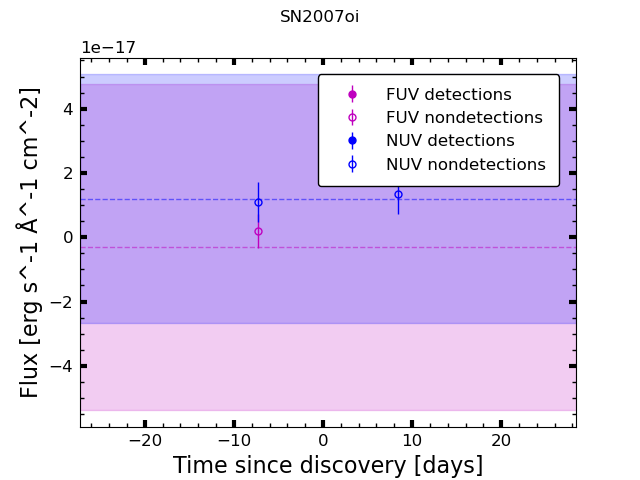 SN2007oi
1e−17
FUV detections
FUV nondetections
NUV detections
NUV nondetections
4
2
0
−2
−4
Flux [erg s^-1 Å^-1 cm^-2]
−20
−10
0
10
20
Time since discovery [days]